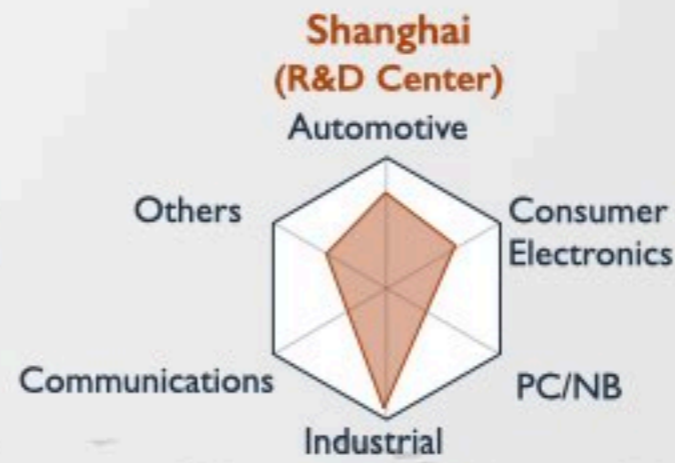 Shanghai
(R&D Center)
Automotive
Others
Consumer
Electronics
Communications
PC/NB
Industrial